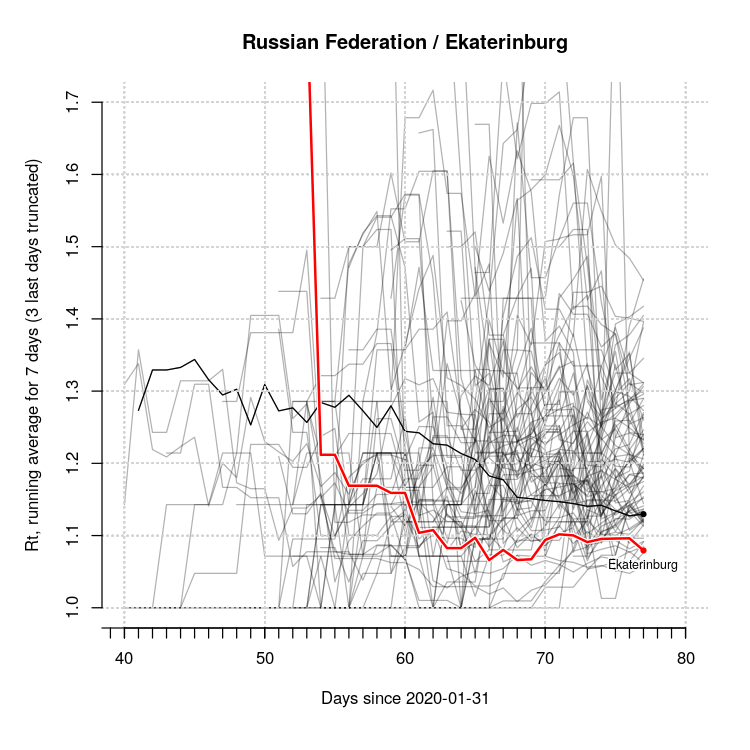 Russian Federation / Ekaterinburg
Rt, running average for 7 days (3 last days truncated)
1.7
1.6
1.5
1.4
1.3
1.2
1.1
1.0
Ekaterinburg
40 50 60 70 80
Days since 2020-01-31